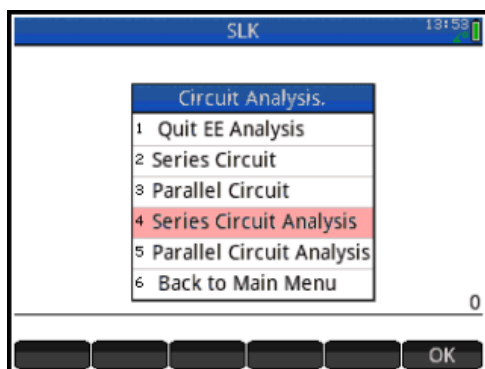 SLK 13:53
Circuit Analysis.
1 Quit EE Analysis
2 Series Circuit
3 Parallel Circuit
4 Series Circuit Analysis
5 Parallel Circuit Analysis
6 Back to Main Menu
0
OK